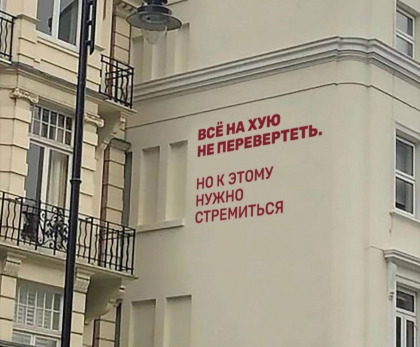 ВСЁ НА ХУЮ
НЕ ПЕРЕВЕРТЕТЬ.
НО К ЭТОМУ
НУЖНО
СТРЕМИТЬСЯ